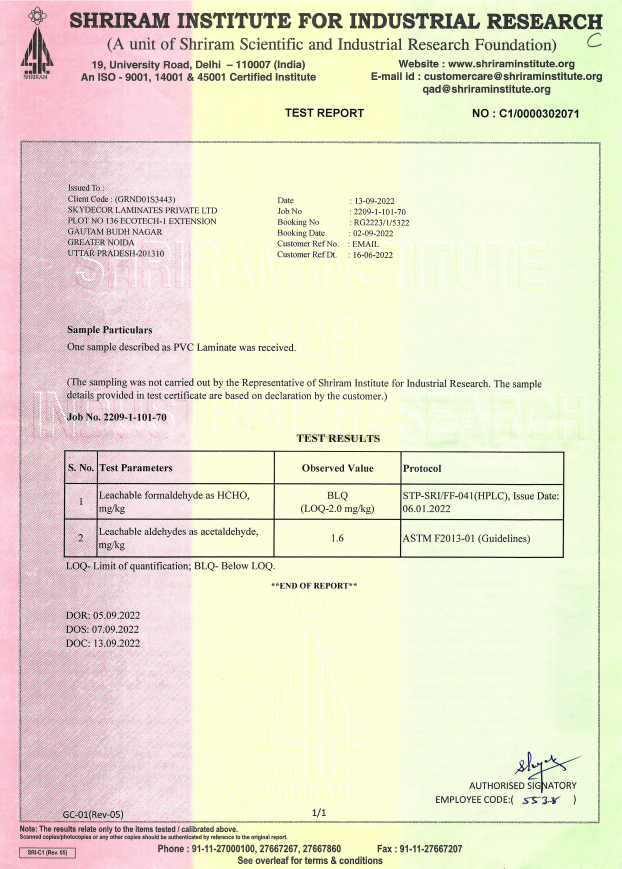 SHRIRAM INSTITUTE FOR INDUSTRIAL RESEARCH
(A unit of Shriram Scientific and Industrial Research Foundation)
C
SHRIRAM
19, University Road, Delhi – 110007 (India)
An ISO - 9001, 14001 & 45001 Certified Institute
Website : www.shriraminstitute.org
E-mail id : customercare@shriraminstitute.org
qad@shriraminstitute.org
TEST REPORT
NO : C1/0000302071
Issued To :
Client Code : (GRND01S3443)
SKYDECOR LAMINATES PRIVATE LTD
PLOT NO 136 ECOTECH-1 EXTENSION
GAUTAM BUDH NAGAR
GREATER NOIDA
UTTAR PRADESH-201310
Date : 13-09-2022
Job No : 2209-1-101-70
Booking No : RG2223/1/5322
Booking Date : 02-09-2022
Customer Ref No. : EMAIL
Customer Ref Dt. : 16-06-2022
SHRIRAM INSTITUTE
FOR
INDUSTRIAL RESEARCH
Sample Particulars
One sample described as PVC Laminate was received.
(The sampling was not carried out by the Representative of Shriram Institute for Industrial Research. The sample
details provided in test certificate are based on declaration by the customer.)
Job No. 2209-1-101-70
TEST RESULTS
S. No. Test Parameters Observed Value Protocol
1 Leachable formaldehyde as HCHO, mg/kg BLQ (LOQ-2.0 mg/kg) STP-SRI/FF-041(HPLC), Issue Date: 06.01.2022
2 Leachable aldehydes as acetaldehyde, mg/kg 1.6 ASTM F2013-01 (Guidelines)
LOQ- Limit of quantification; BLQ- Below LOQ.
**END OF REPORT**
DOR: 05.09.2022
DOS: 07.09.2022
DOC: 13.09.2022
SHRIRAM
AUTHORISED SIGNATORY
EMPLOYEE CODE:( 5538 )
GC-01(Rev-05)
1/1
Note: The results relate only to the items tested / calibrated above.
Scanned copies/photocopies or any other copies should be authenticated by reference to the original report.
SRI-C1 (Rev. 05)
Phone : 91-11-27000100, 27667267, 27667860 Fax : 91-11-27667207
See overleaf for terms & conditions